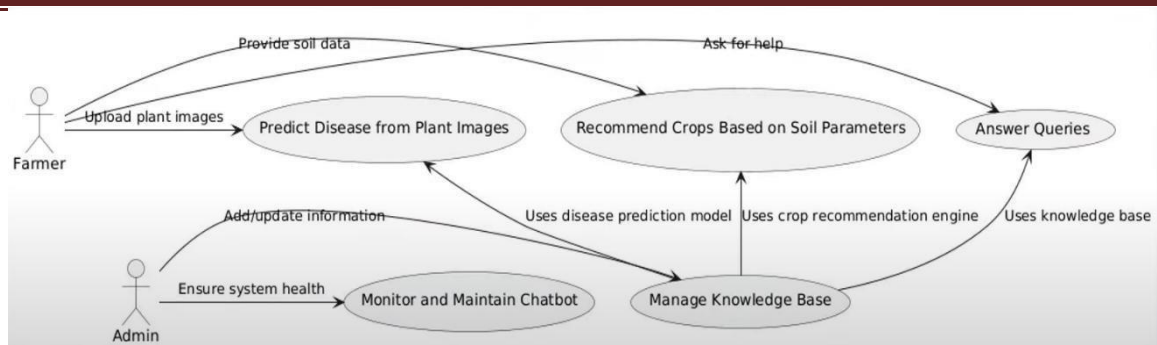 Provide soil data
Ask for help
Upload plant images
Predict Disease from Plant Images
Recommend Crops Based on Soil Parameters
Answer Queries
Farmer
Add/update information
Uses disease prediction model
Uses crop recommendation engine
Uses knowledge base
Ensure system health
Monitor and Maintain Chatbot
Manage Knowledge Base
Admin